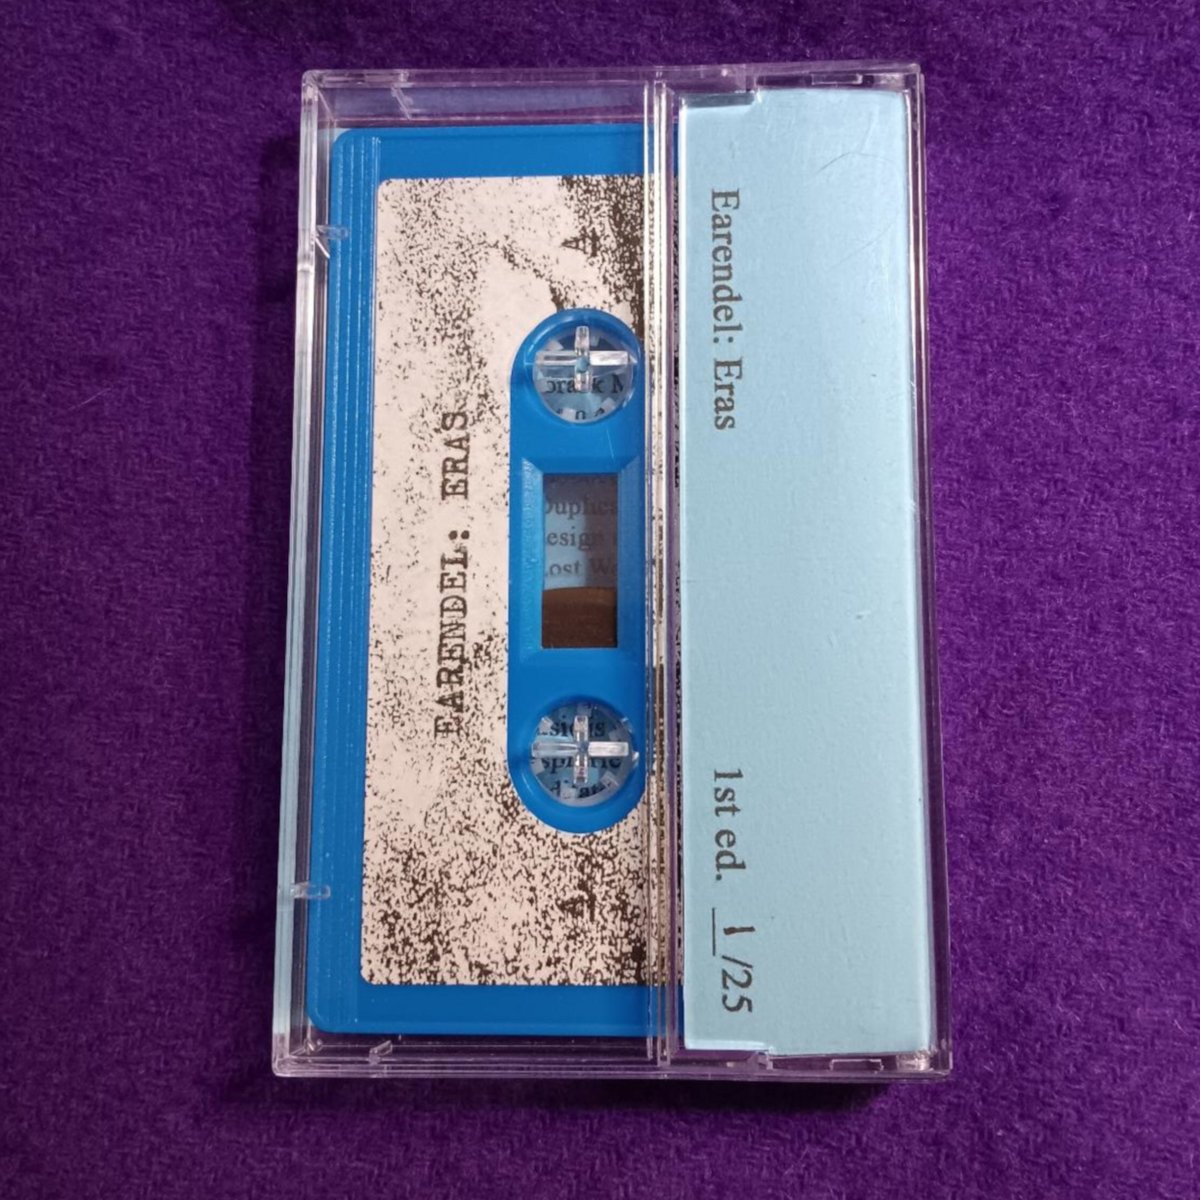 EARENDEL: ERAS
A
A
Earendel: Eras
1st ed. 1/25